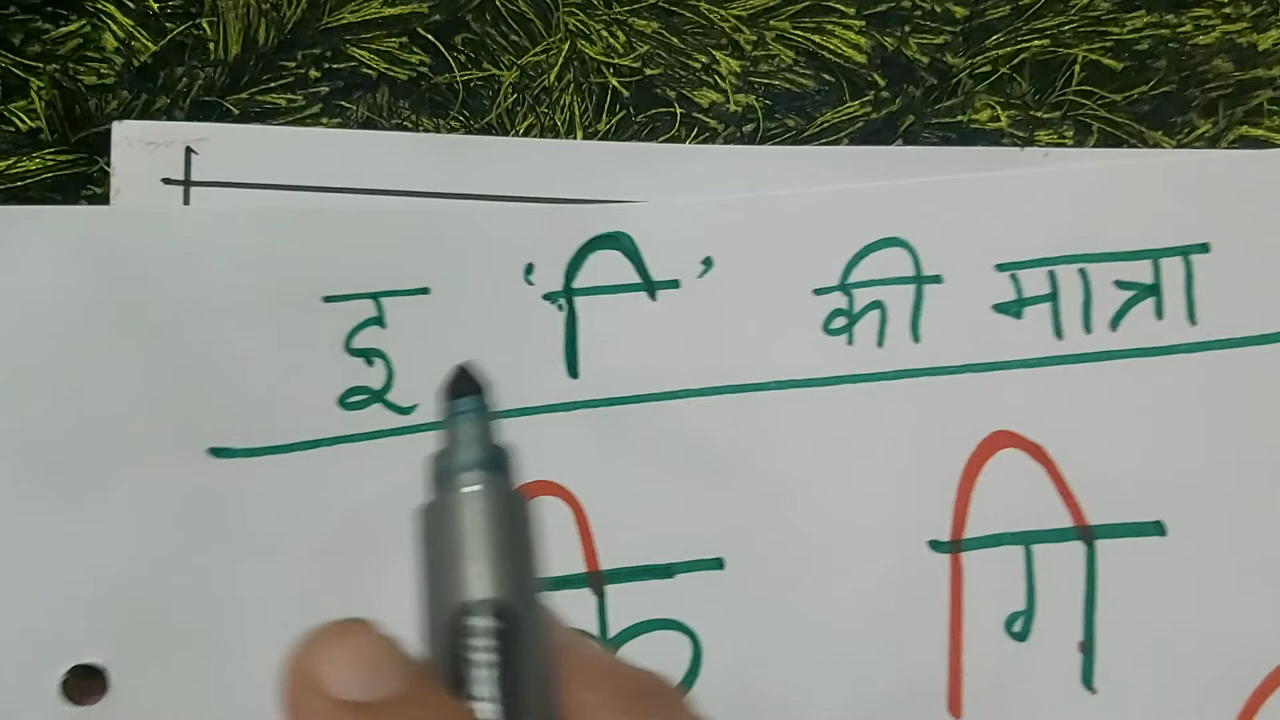 इ 'ि' की मात्रा
कि गि